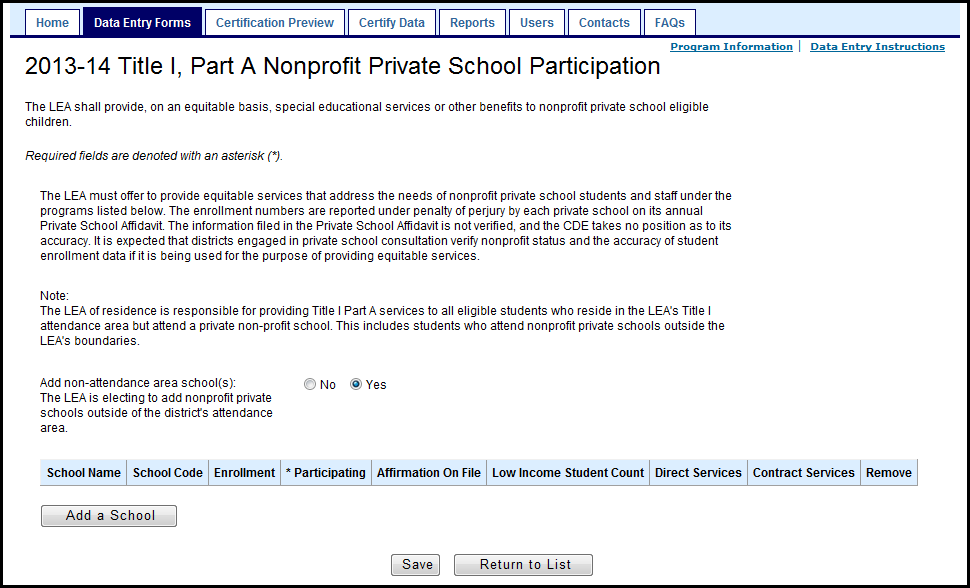 Home Data Entry Forms Certification Preview Certify Data Reports Users Contacts FAQs
Program Information | Data Entry Instructions
2013-14 Title I, Part A Nonprofit Private School Participation
The LEA shall provide, on an equitable basis, special educational services or other benefits to nonprofit private school eligible
children.
Required fields are denoted with an asterisk (*).
The LEA must offer to provide equitable services that address the needs of nonprofit private school students and staff under the
programs listed below. The enrollment numbers are reported under penalty of perjury by each private school on its annual
Private School Affidavit. The information filed in the Private School Affidavit is not verified, and the CDE takes no position as to its
accuracy. It is expected that districts engaged in private school consultation verify nonprofit status and the accuracy of student
enrollment data if it is being used for the purpose of providing equitable services.
Note:
The LEA of residence is responsible for providing Title I Part A services to all eligible students who reside in the LEA's Title I
attendance area but attend a private non-profit school. This includes students who attend nonprofit private schools outside the
LEA's boundaries.
Add non-attendance area school(s): No Yes
The LEA is electing to add nonprofit private
schools outside of the district's attendance
area.
School Name School Code Enrollment * Participating Affirmation On File Low Income Student Count Direct Services Contract Services Remove
Add a School
Save Return to List